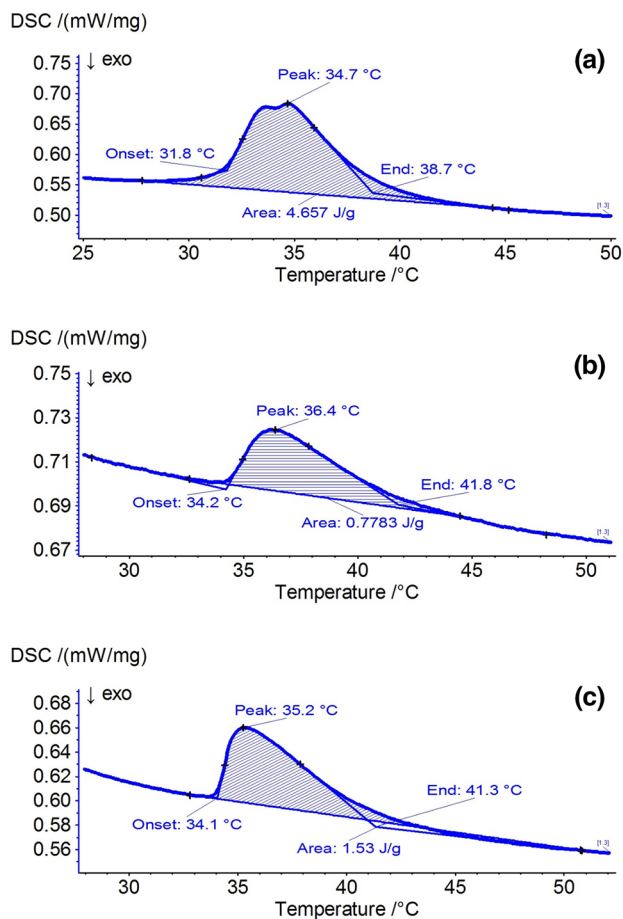 DSC /(mW/mg)
↓ exo
(a)
0.75
0.70
0.65
0.60
0.55
0.50
Peak: 34.7 °C
Onset: 31.8 °C
End: 38.7 °C
Area: 4.657 J/g
[1.3]
25 30 35 40 45 50
Temperature /°C
DSC /(mW/mg)
↓ exo
(b)
0.75
0.73
0.71
0.69
0.67
Peak: 36.4 °C
Onset: 34.2 °C
End: 41.8 °C
Area: 0.7783 J/g
[1.3]
30 35 40 45 50
Temperature /°C
DSC /(mW/mg)
↓ exo
(c)
0.68
0.66
0.64
0.62
0.60
0.58
0.56
Peak: 35.2 °C
Onset: 34.1 °C
End: 41.3 °C
Area: 1.53 J/g
[1.3]
30 35 40 45 50
Temperature /°C